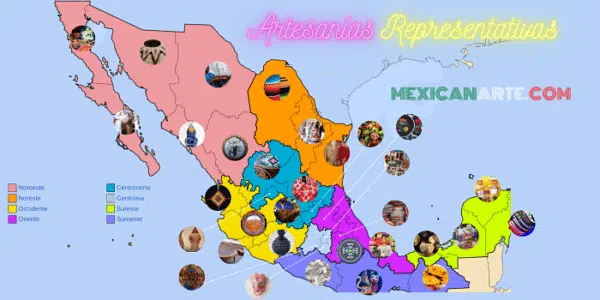 Artesanías Representativas
MEXICANARTE.COM
Noroeste
Noreste
Occidente
Oriente
Centronorte
Centrosur
Sureste
Suroeste